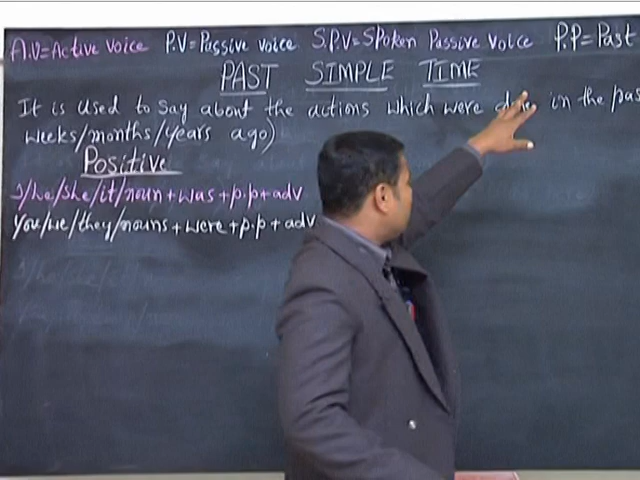 A.V=Active voice P.V=Passive voice S.P.V=Spoken Passive Voice P.P=Past
PAST SIMPLE TIME
It is used to say about the actions which were in the
weeks/months/years ago)
Positive
I/he/she/it/noun+was+p.p+adv
You/we/they/nouns+were+p.p+adv